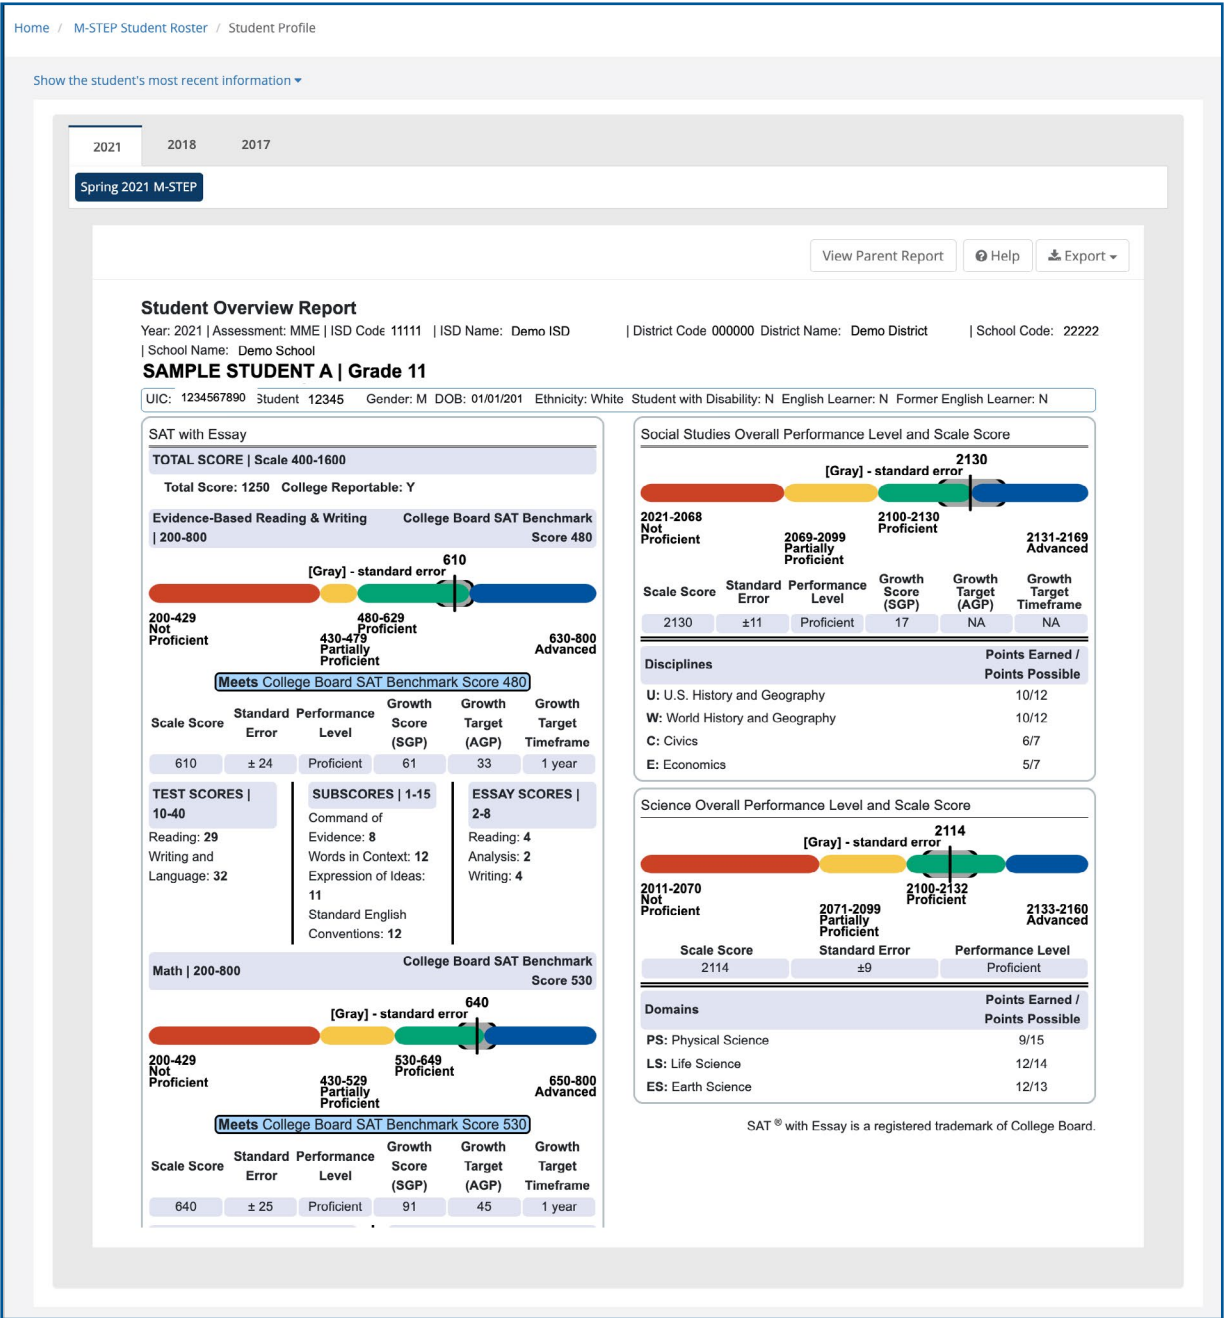 Home / M-STEP Student Roster / Student Profile
Show the student's most recent information
2021 2018 2017
Spring 2021 M-STEP
View Parent Report Help Export
Student Overview Report
Year: 2021 | Assessment: MME | ISD Code 11111 | ISD Name: Demo ISD | District Code 000000 District Name: Demo District | School Code: 22222
| School Name: Demo School
SAMPLE STUDENT A | Grade 11
UIC: 1234567890 Student 12345 Gender: M DOB: 01/01/201 Ethnicity: White Student with Disability: N English Learner: N Former English Learner: N
SAT with Essay
TOTAL SCORE | Scale 400-1600
Total Score: 1250 College Reportable: Y
Evidence-Based Reading & Writing College Board SAT Benchmark
| 200-800 Score 480
610
[Gray] - standard error
200-429 480-629
Not Proficient
Proficient 430-479 630-800
Partially Advanced
Proficient
Meets College Board SAT Benchmark Score 480
Growth Growth Growth
Scale Score Standard Performance Score Target Target
Error Level (SGP) (AGP) Timeframe
610 ± 24 Proficient 61 33 1 year
TEST SCORES | SUBSCORES | 1-15 ESSAY SCORES |
10-40 Command of 2-8
Reading: 29 Evidence: 8 Reading: 4
Writing and Words in Context: 12 Analysis: 2
Language: 32 Expression of Ideas: Writing: 4
11
Standard English
Conventions: 12
Math | 200-800 College Board SAT Benchmark
Score 530
640
[Gray] - standard error
200-429 530-649
Not Proficient
Proficient 430-529 650-800
Partially Advanced
Proficient
Meets College Board SAT Benchmark Score 530
Growth Growth Growth
Scale Score Standard Performance Score Target Target
Error Level (SGP) (AGP) Timeframe
640 ± 25 Proficient 91 45 1 year
Social Studies Overall Performance Level and Scale Score
2130
[Gray] - standard error
2021-2068 2100-2130
Not Proficient
Proficient 2069-2099 2131-2169
Partially Advanced
Proficient
Growth Growth Growth
Scale Score Standard Performance Score Target Target
Error Level (SGP) (AGP) Timeframe
2130 ±11 Proficient 17 NA NA
Disciplines Points Earned /
Points Possible
U: U.S. History and Geography 10/12
W: World History and Geography 10/12
C: Civics 6/7
E: Economics 5/7
Science Overall Performance Level and Scale Score
2114
[Gray] - standard error
2011-2070 2100-2132
Not Proficient
Proficient 2071-2099 2133-2160
Partially Advanced
Proficient
Scale Score Standard Error Performance Level
2114 ±9 Proficient
Domains Points Earned /
Points Possible
PS: Physical Science 9/15
LS: Life Science 12/14
ES: Earth Science 12/13
SAT ® with Essay is a registered trademark of College Board.